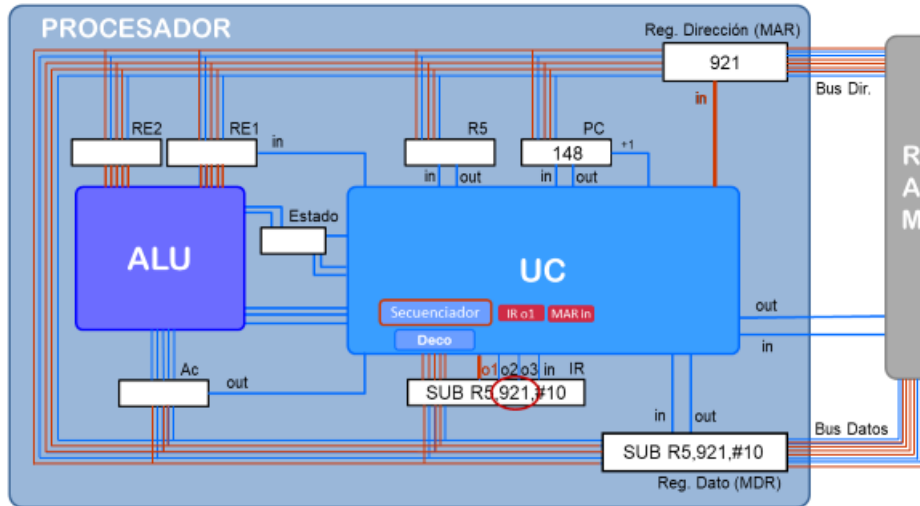 PROCESADOR
Reg. Dirección (MAR)
921
in
Bus Dir.
RE2
RE1
in
R5
in
out
PC
148
+1
in
out
RAM
ALU
Estado
UC
Secuenciador
IR o1
MAR in
Deco
out
in
Ac
out
o1 o2 o3 in IR
SUB R5,921,#10
in
out
Bus Datos
SUB R5,921,#10
Reg. Dato (MDR)